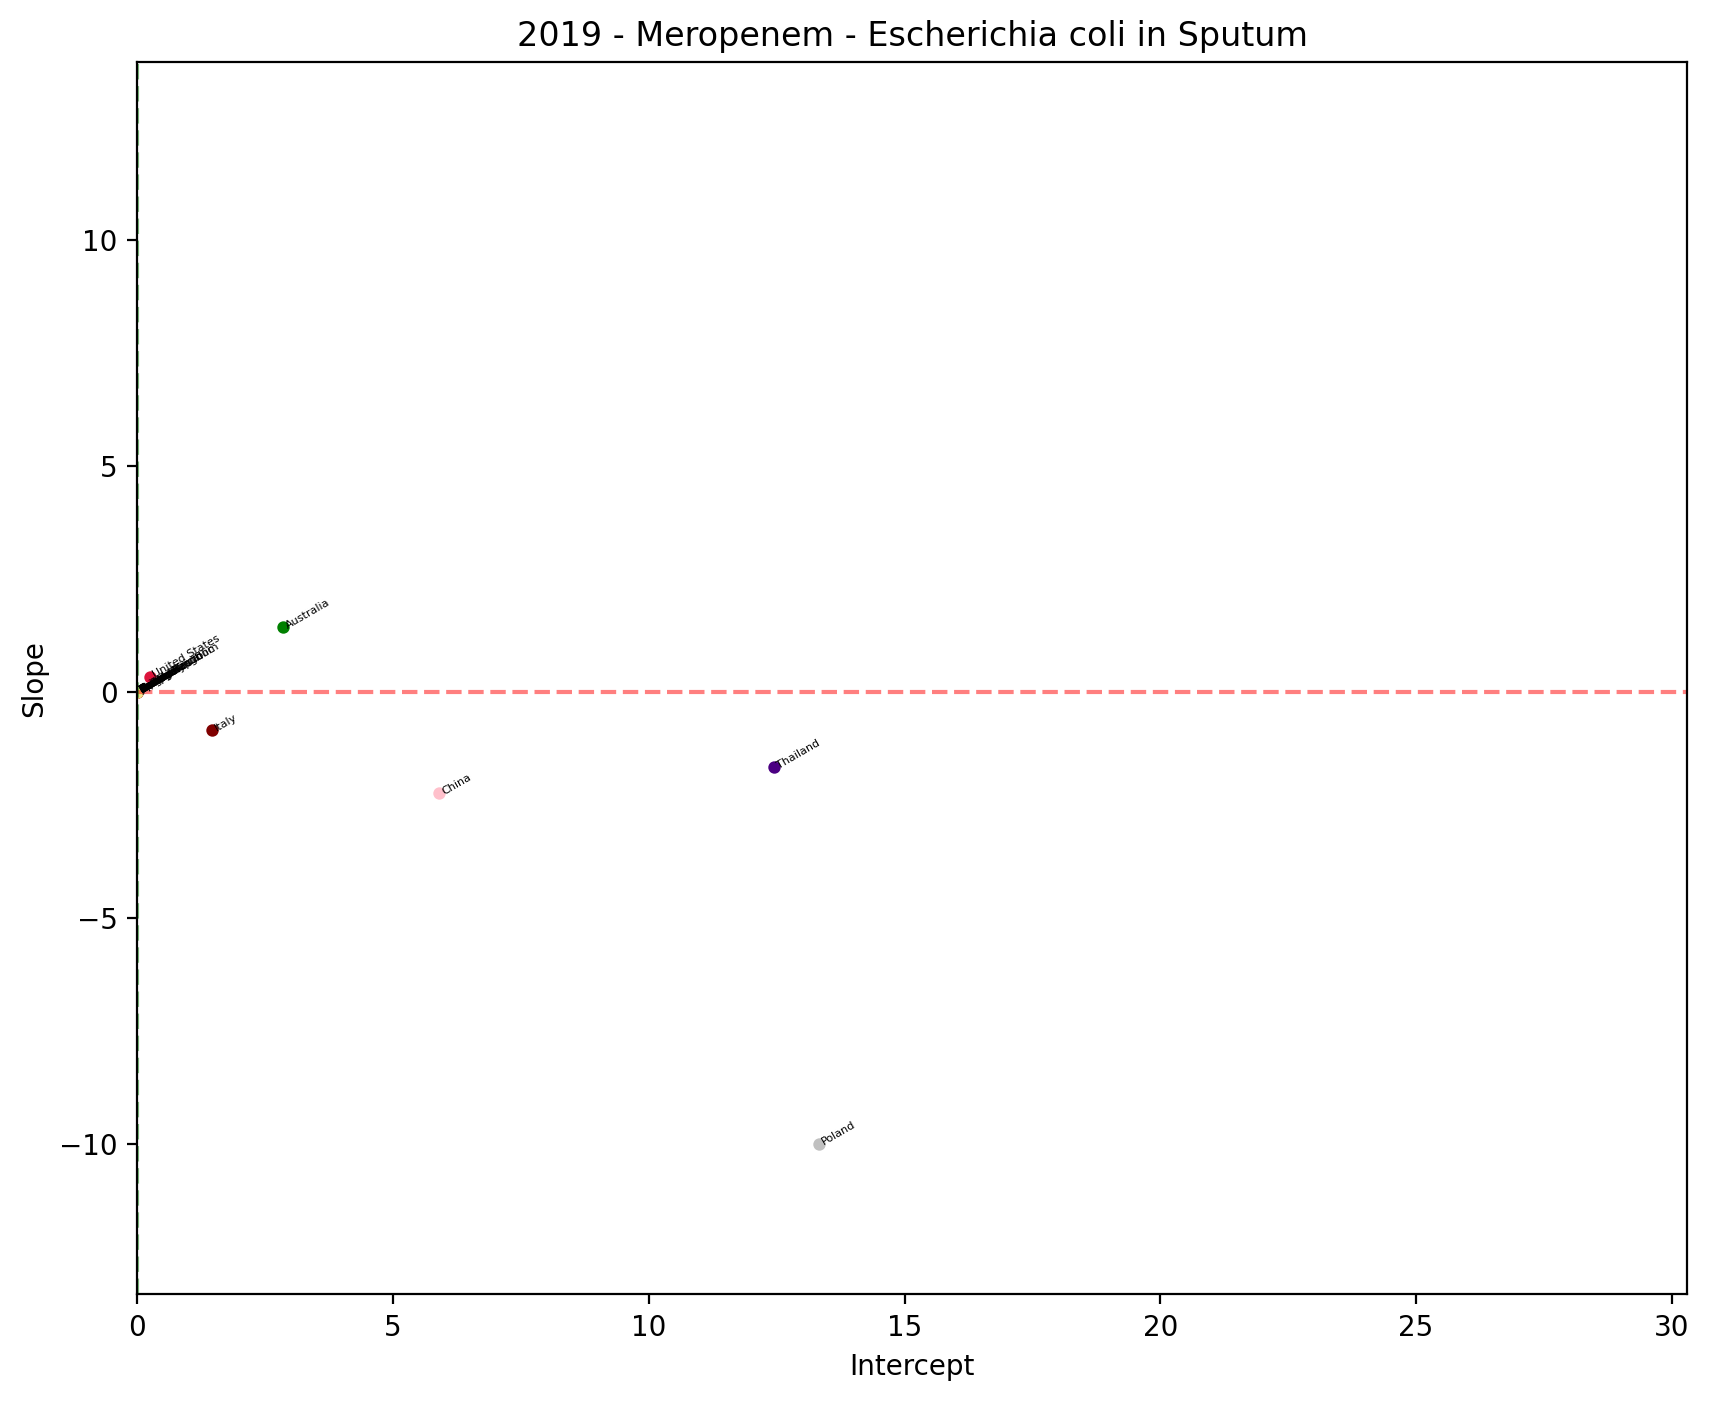 2019 - Meropenem - Escherichia coli in Sputum
Slope
10
5
0
−5
−10
Australia
United States
Italy
Thailand
China
Poland
0
5
10
15
20
25
30
Intercept